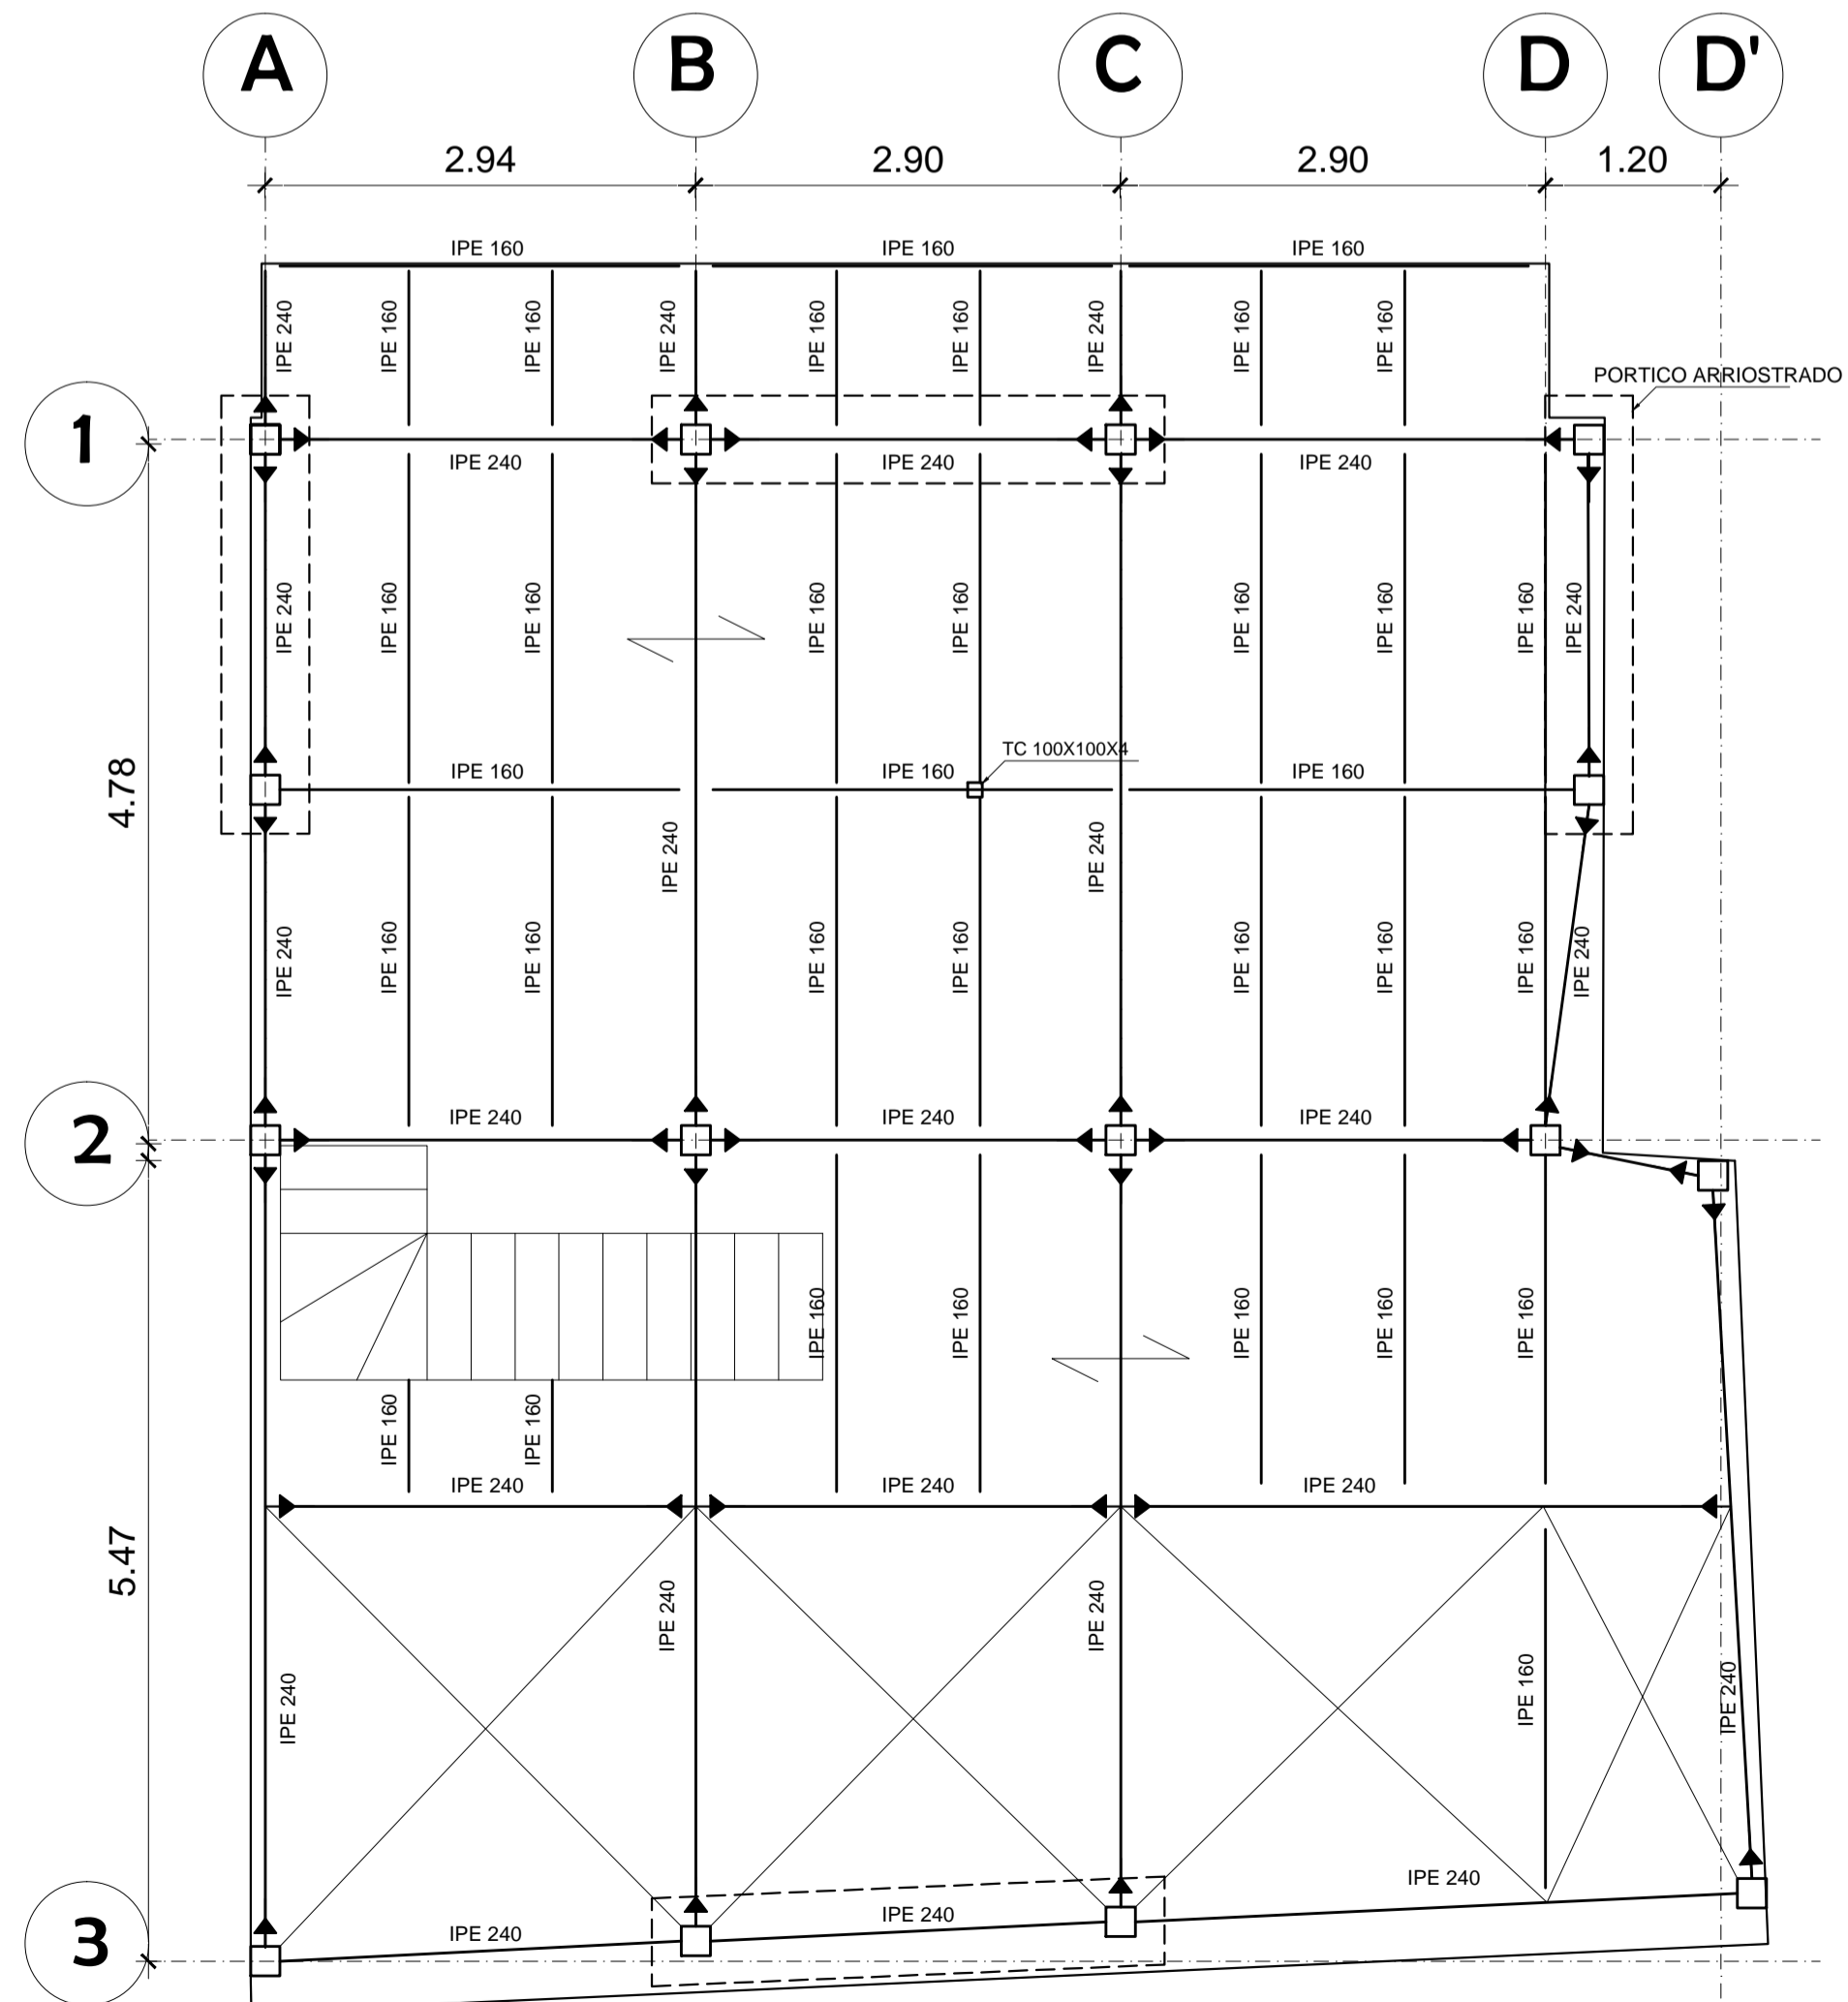 A B C D D'
2.94 2.90 2.90 1.20
IPE 160 IPE 160 IPE 160
IPE 240 IPE 160 IPE 160 IPE 240 IPE 160 IPE 160 IPE 240 IPE 160 IPE 160
PORTICO ARRIOSTRADO
1
IPE 240 IPE 240 IPE 240
IPE 240 IPE 160 IPE 160 IPE 160 IPE 160 IPE 160 IPE 160 IPE 160 IPE 240
TC 100X100X4
IPE 160 IPE 160 IPE 160
4.78
IPE 240 IPE 240
IPE 240 IPE 160 IPE 160 IPE 160 IPE 160 IPE 160 IPE 160 IPE 160 IPE 240
IPE 240 IPE 240 IPE 240
2
IPE 160 IPE 160 IPE 160 IPE 160 IPE 160
IPE 160 IPE 160
IPE 240 IPE 240 IPE 240
5.47
IPE 240 IPE 240
IPE 240 IPE 160 IPE 240
IPE 240
IPE 240
IPE 240
3